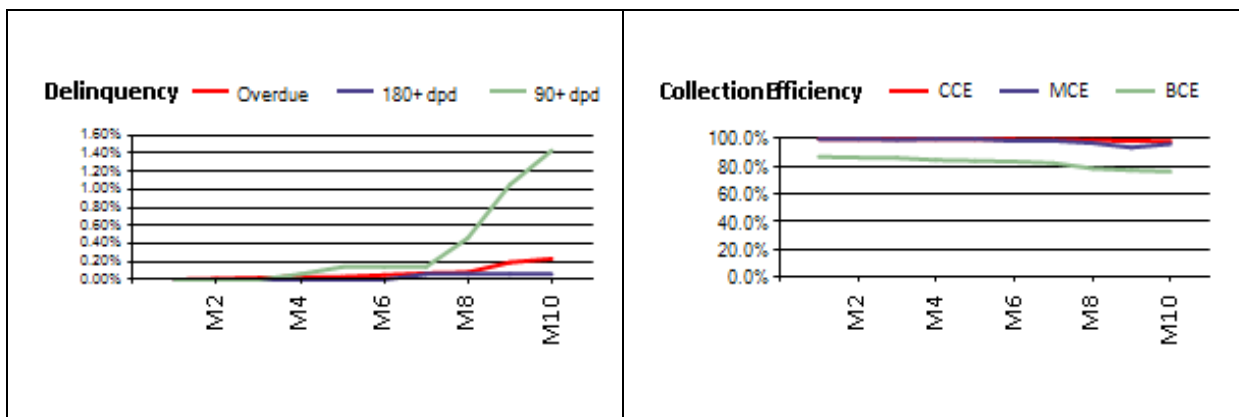 Delinquency Overdue 180+ dpd 90+ dpd
1.60%
1.40%
1.20%
1.00%
0.80%
0.60%
0.40%
0.20%
0.00%
M2
M4
M6
M8
M10
Collection Efficiency CCE MCE BCE
100.0%
80.0%
60.0%
40.0%
20.0%
0.0%
M2
M4
M6
M8
M10